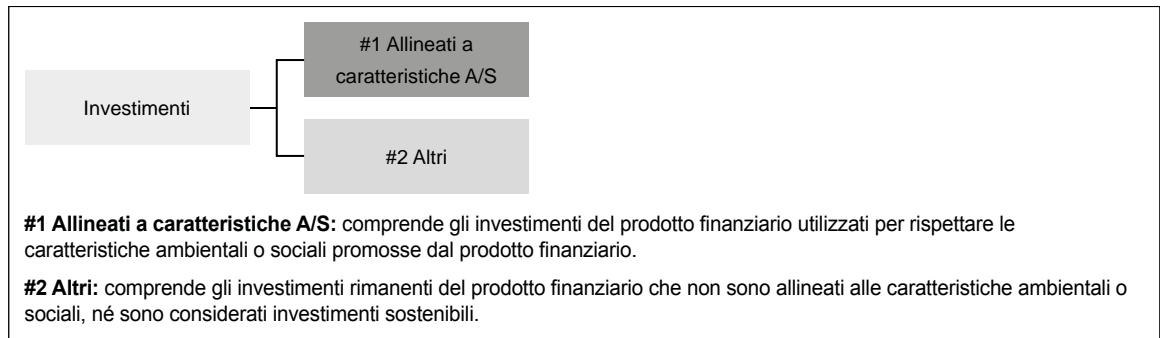 #1 Allineati a
caratteristiche A/S
Investimenti
#2 Altri
#1 Allineati a caratteristiche A/S: comprende gli investimenti del prodotto finanziario utilizzati per rispettare le
caratteristiche ambientali o sociali promosse dal prodotto finanziario.
#2 Altri: comprende gli investimenti rimanenti del prodotto finanziario che non sono allineati alle caratteristiche ambientali o
sociali, né sono considerati investimenti sostenibili.